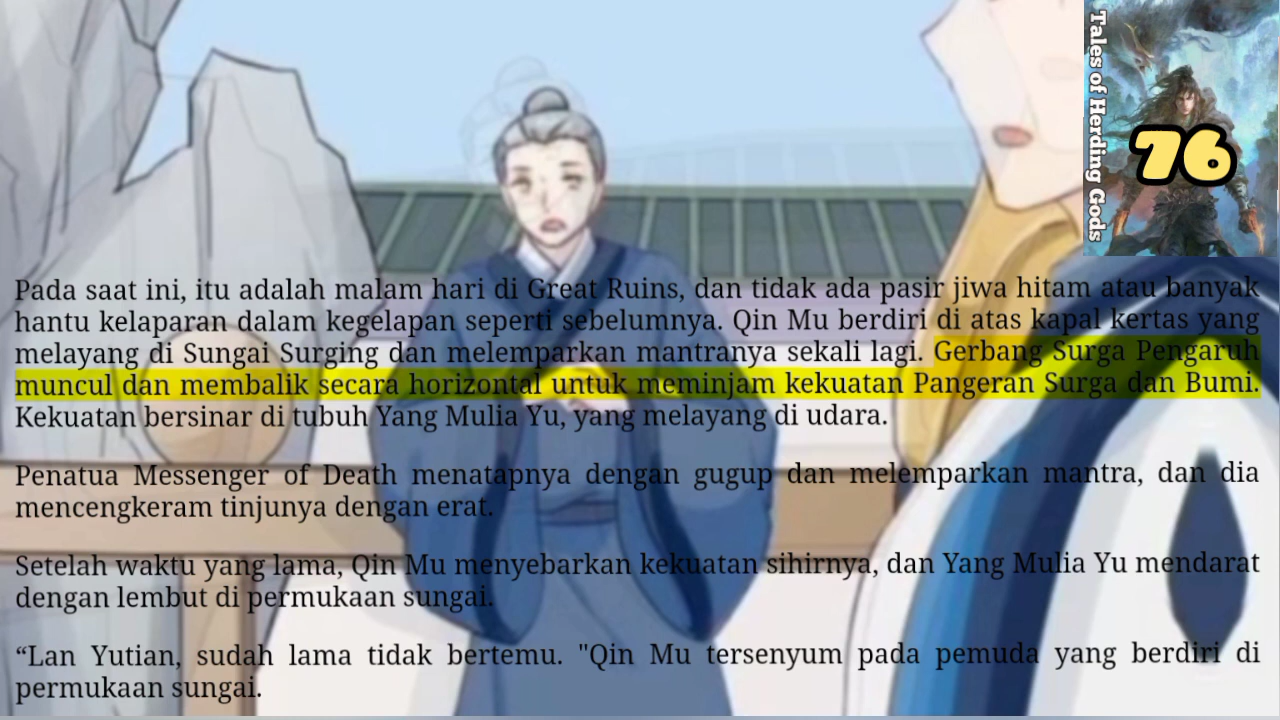 Tales of Herding Gods
76
Pada saat ini, itu adalah malam hari di Great Ruins, dan tidak ada pasir jiwa hitam atau banyak
hantu kelaparan dalam kegelapan seperti sebelumnya. Qin Mu berdiri di atas kapal kertas yang
melayang di Sungai Surging dan melemparkan mantranya sekali lagi. Gerbang Surga Pengaruh
muncul dan membalik secara horizontal untuk meminjam kekuatan Pangeran Surga dan Bumi.
Kekuatan bersinar di tubuh Yang Mulia Yu, yang melayang di udara.
Penatua Messenger of Death menatapnya dengan gugup dan melemparkan mantra, dan dia
mencengkeram tinjunya dengan erat.
Setelah waktu yang lama, Qin Mu menyebarkan kekuatan sihirnya, dan Yang Mulia Yu mendarat
dengan lembut di permukaan sungai.
“Lan Yutian, sudah lama tidak bertemu. "Qin Mu tersenyum pada pemuda yang berdiri di
permukaan sungai.